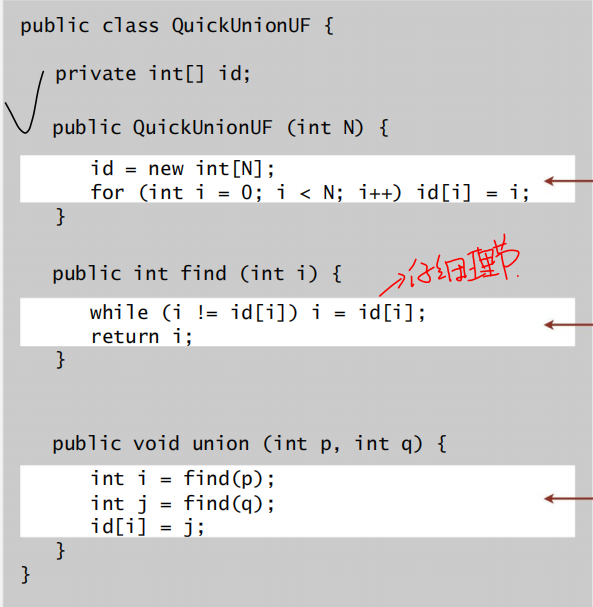 public class QuickUnionUF {
private int[] id;
public QuickUnionUF (int N) {
id = new int[N];
for (int i = 0; i < N; i++) id[i] = i;
}
public int find (int i) {
仔细理
while (i != id[i]) i = id[i];
return i;
}
public void union (int p, int q) {
int i = find(p);
int j = find(q);
id[i] = j;
}
}